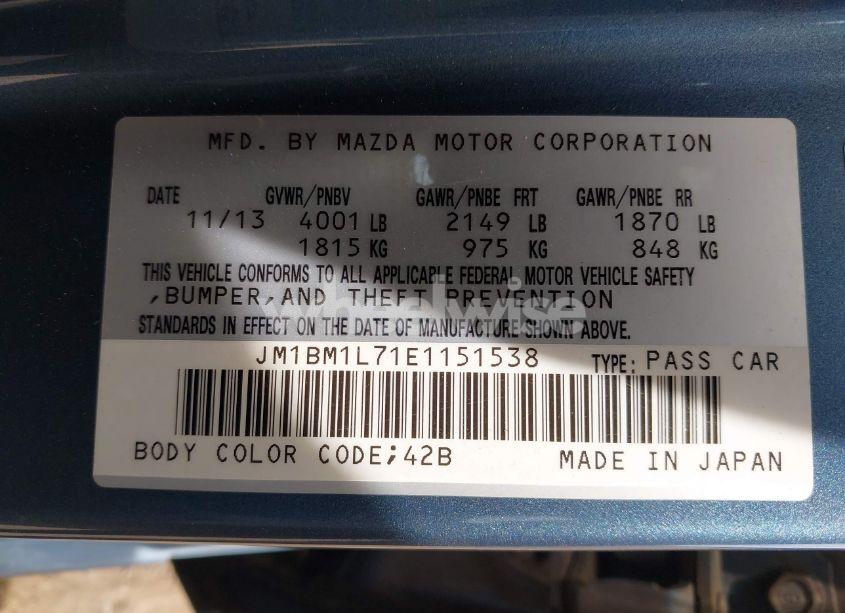 MFD. BY MAZDA MOTOR CORPORATION
DATE GVWR/PNBV GAWR/PNBE FRT GAWR/PNBE RR
11/13 4001 LB 2149 LB 1870 LB
1815 KG 975 KG 848 KG
THIS VEHICLE CONFORMS TO ALL APPLICABLE FEDERAL MOTOR VEHICLE SAFETY
,BUMPER,AND THEFT PREVENTION
wheelwise
STANDARDS IN EFFECT ON THE DATE OF MANUFACTURE SHOWN ABOVE.
JM1BM1L71E1151538 TYPE: PASS CAR
BODY COLOR CODE;42B MADE IN JAPAN